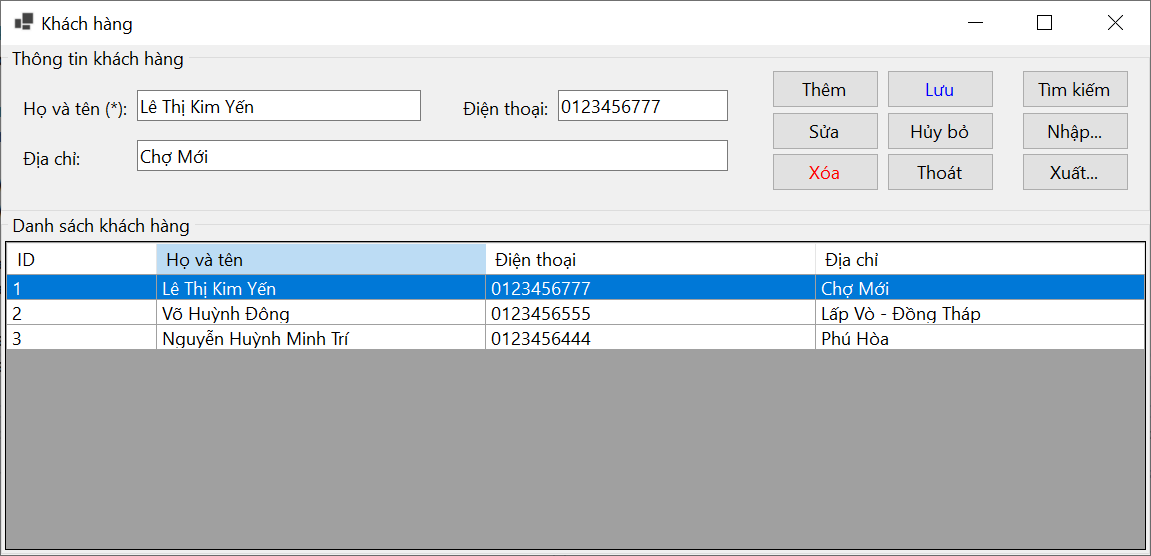 Khách hàng
Thông tin khách hàng
Họ và tên (*): Lê Thị Kim Yến Điện thoại: 0123456777
Địa chỉ: Chợ Mới
Thêm Lưu Tìm kiếm
Sửa Hủy bỏ Nhập...
Xóa Thoát Xuất...
Danh sách khách hàng
ID Họ và tên Điện thoại Địa chỉ
1 Lê Thị Kim Yến 0123456777 Chợ Mới
2 Võ Huỳnh Đông 0123456555 Lấp Vò - Đồng Tháp
3 Nguyễn Huỳnh Minh Trí 0123456444 Phú Hòa